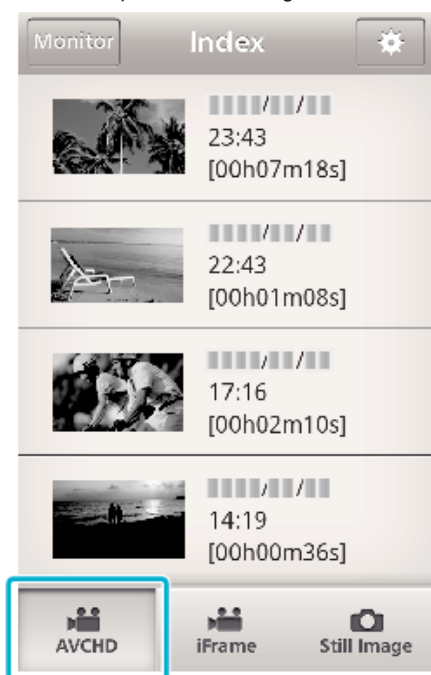 Monitor
Index
23:43
[00h07m18s]
22:43
[00h01m08s]
17:16
[00h02m10s]
14:19
[00h00m36s]
AVCHD
iFrame
Still Image